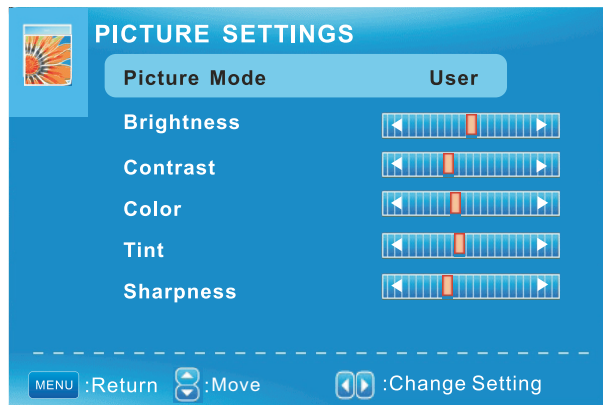 PICTURE SETTINGS
Picture Mode User
Brightness
Contrast
Color
Tint
Sharpness
MENU :Return :Move :Change Setting